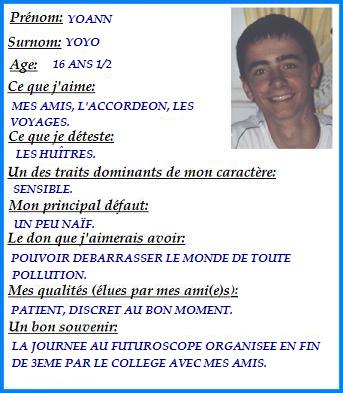 Prénom: YOANN
Surnom: YOYO
Age: 16 ANS 1/2
Ce que j'aime:
MES AMIS, L'ACCORDEON, LES
VOYAGES.
Ce que je déteste:
LES HUÎTRES.
Un des traits dominants de mon caractère:
SENSIBLE.
Mon principal défaut:
UN PEU NAÏF.
Le don que j'aimerais avoir:
POUVOIR DEBARRASSER LE MONDE DE TOUTE
POLLUTION.
Mes qualités (élues par mes ami(e)s):
PATIENT, DISCRET AU BON MOMENT.
Un bon souvenir:
LA JOURNEE AU FUTUROSCOPE ORGANISEE EN FIN
DE 3EME PAR LE COLLEGE AVEC MES AMIS.